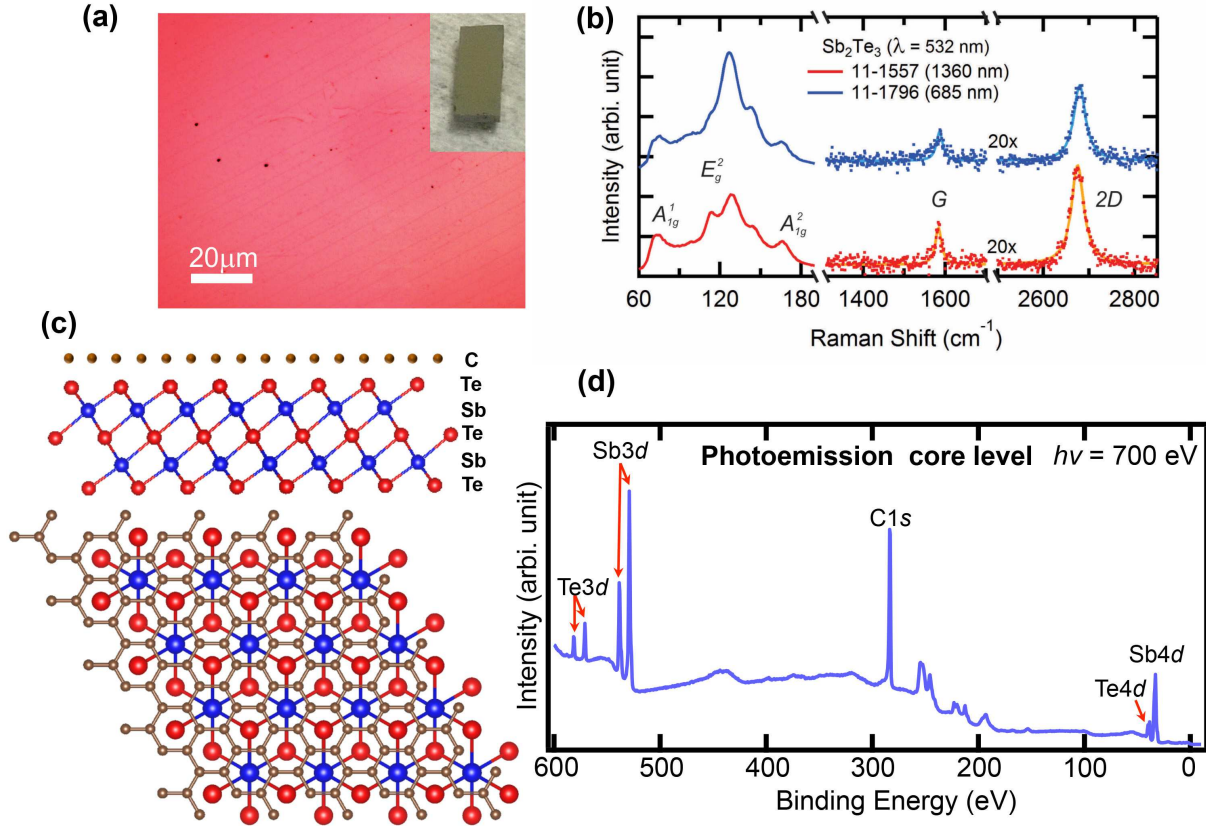 (a)
20μm
(b)
Sb₂Te₃ (λ = 532 nm)
11-1557 (1360 nm)
11-1796 (685 nm)
20x
E²g
A¹1g
A²1g
G
2D
20x
Intensity (arbi. unit)
60 120 180 1400 1600 2600 2800
Raman Shift (cm⁻¹)
(c)
C
Te
Sb
Te
Sb
Te
(d)
Photoemission core level hν = 700 eV
Sb3d
C1s
Te3d
Sb4d
Te4d
Intensity (arbi. unit)
600 500 400 300 200 100 0
Binding Energy (eV)